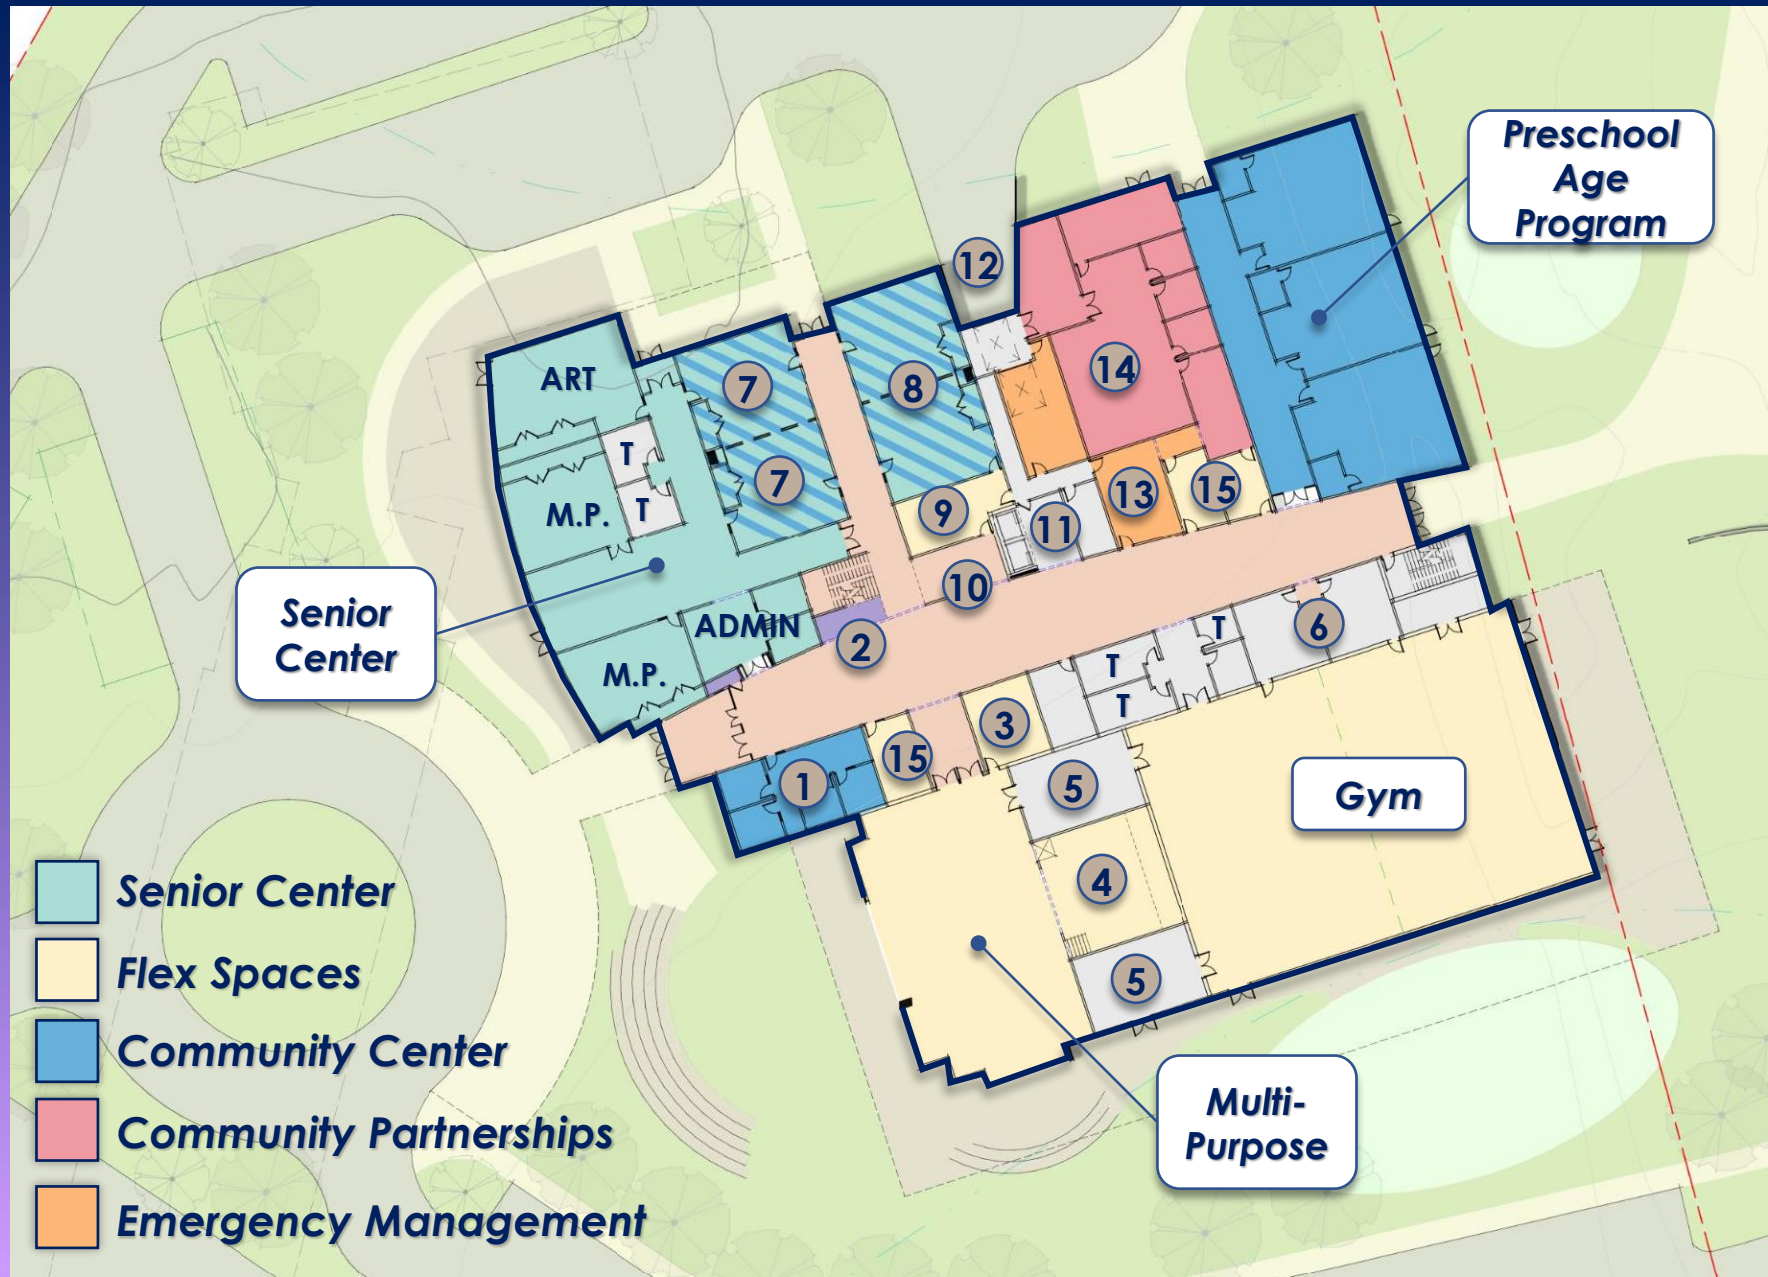 Preschool
Age
Program
12
ART
7
8
14
T
7
15
M.P.
T
9
13
11
10
Senior
Center
ADMIN
2
T
6
M.P.
T
T
3
15
1
5
Gym
4
5
Multi-
Purpose
Senior Center
Flex Spaces
Community Center
Community Partnerships
Emergency Management